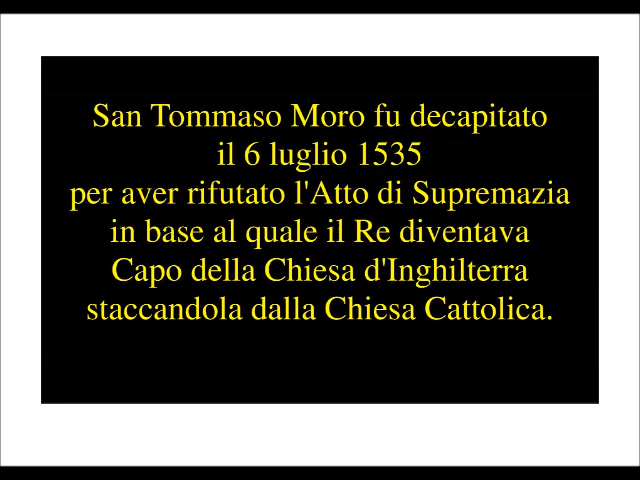 San Tommaso Moro fu decapitato
il 6 luglio 1535
per aver rifutato l'Atto di Supremazia
in base al quale il Re diventava
Capo della Chiesa d'Inghilterra
staccandola dalla Chiesa Cattolica.